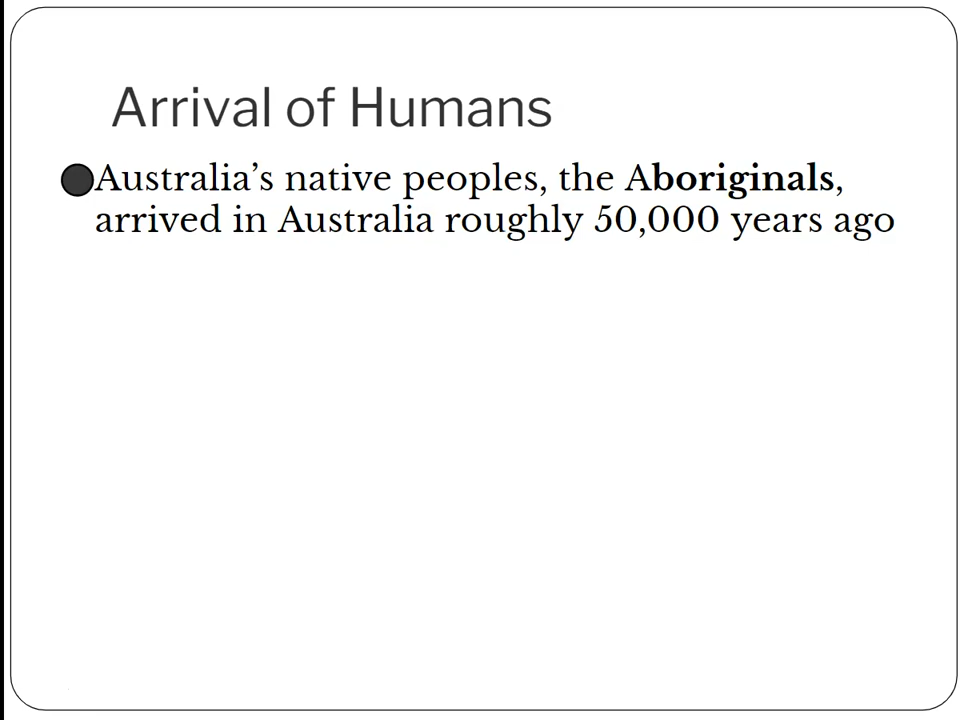 Arrival of Humans
Australia’s native peoples, the Aboriginals,
arrived in Australia roughly 50,000 years ago